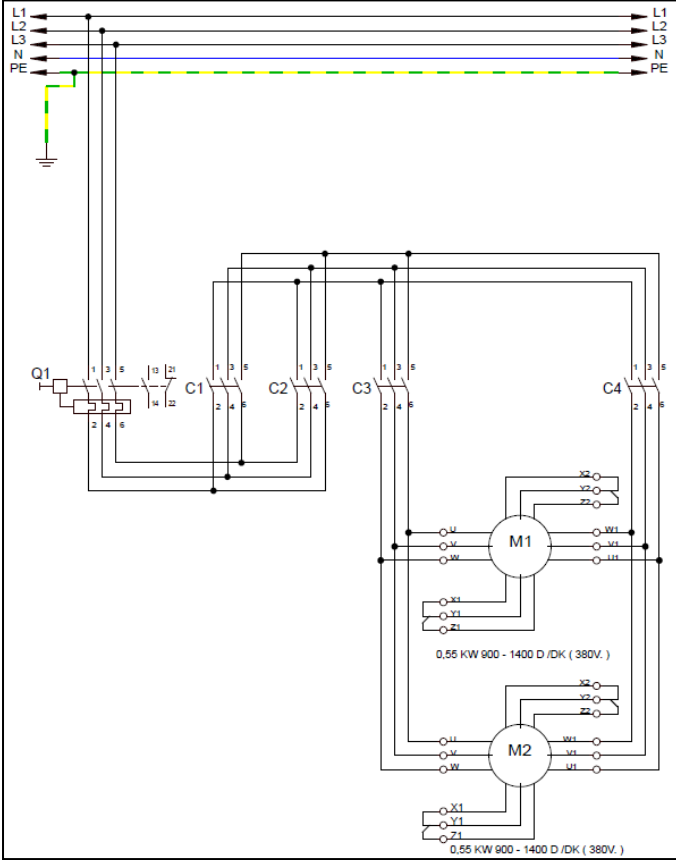 L1 L1
L2 L2
L3 L3
N N
PE PE
1 3 5 13 21 1 3 5 1 3 5 1 3 5 1 3 5
Q1 C1 C2 C3 C4
2 4 6 14 22 2 4 6 2 4 6 2 4 6 2 4 6
X2
Y2
Z2
U W1
V M1 V1
W U1
X1
Y1
Z1
0,55 KW 900 - 1400 D /DK ( 380V. )
X2
Y2
Z2
U W1
V M2 V1
W U1
X1
Y1
Z1
0,55 KW 900 - 1400 D /DK ( 380V. )